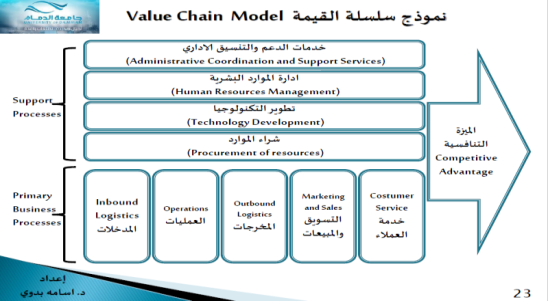 جامعة الدمام
Value Chain Model نموذج سلسلة القيمة
خدمات الدعم والتنسيق الاداري
(Administrative Coordination and Support Services)
ادارة الموارد البشرية
(Human Resources Management)
تطوير التكنولوجيا
(Technology Development)
شراء الموارد
(Procurement of resources)
Support
Processes
الميزة
التنافسية
Competitive
Advantage
Primary
Business
Processes
Inbound
Logistics
المدخلات
Operations
العمليات
Outbound
Logistics
المخرجات
Marketing
and Sales
التسويق
والمبيعات
Costumer
Service
خدمة
العملاء
إعداد
د. اسامه بدوي
23